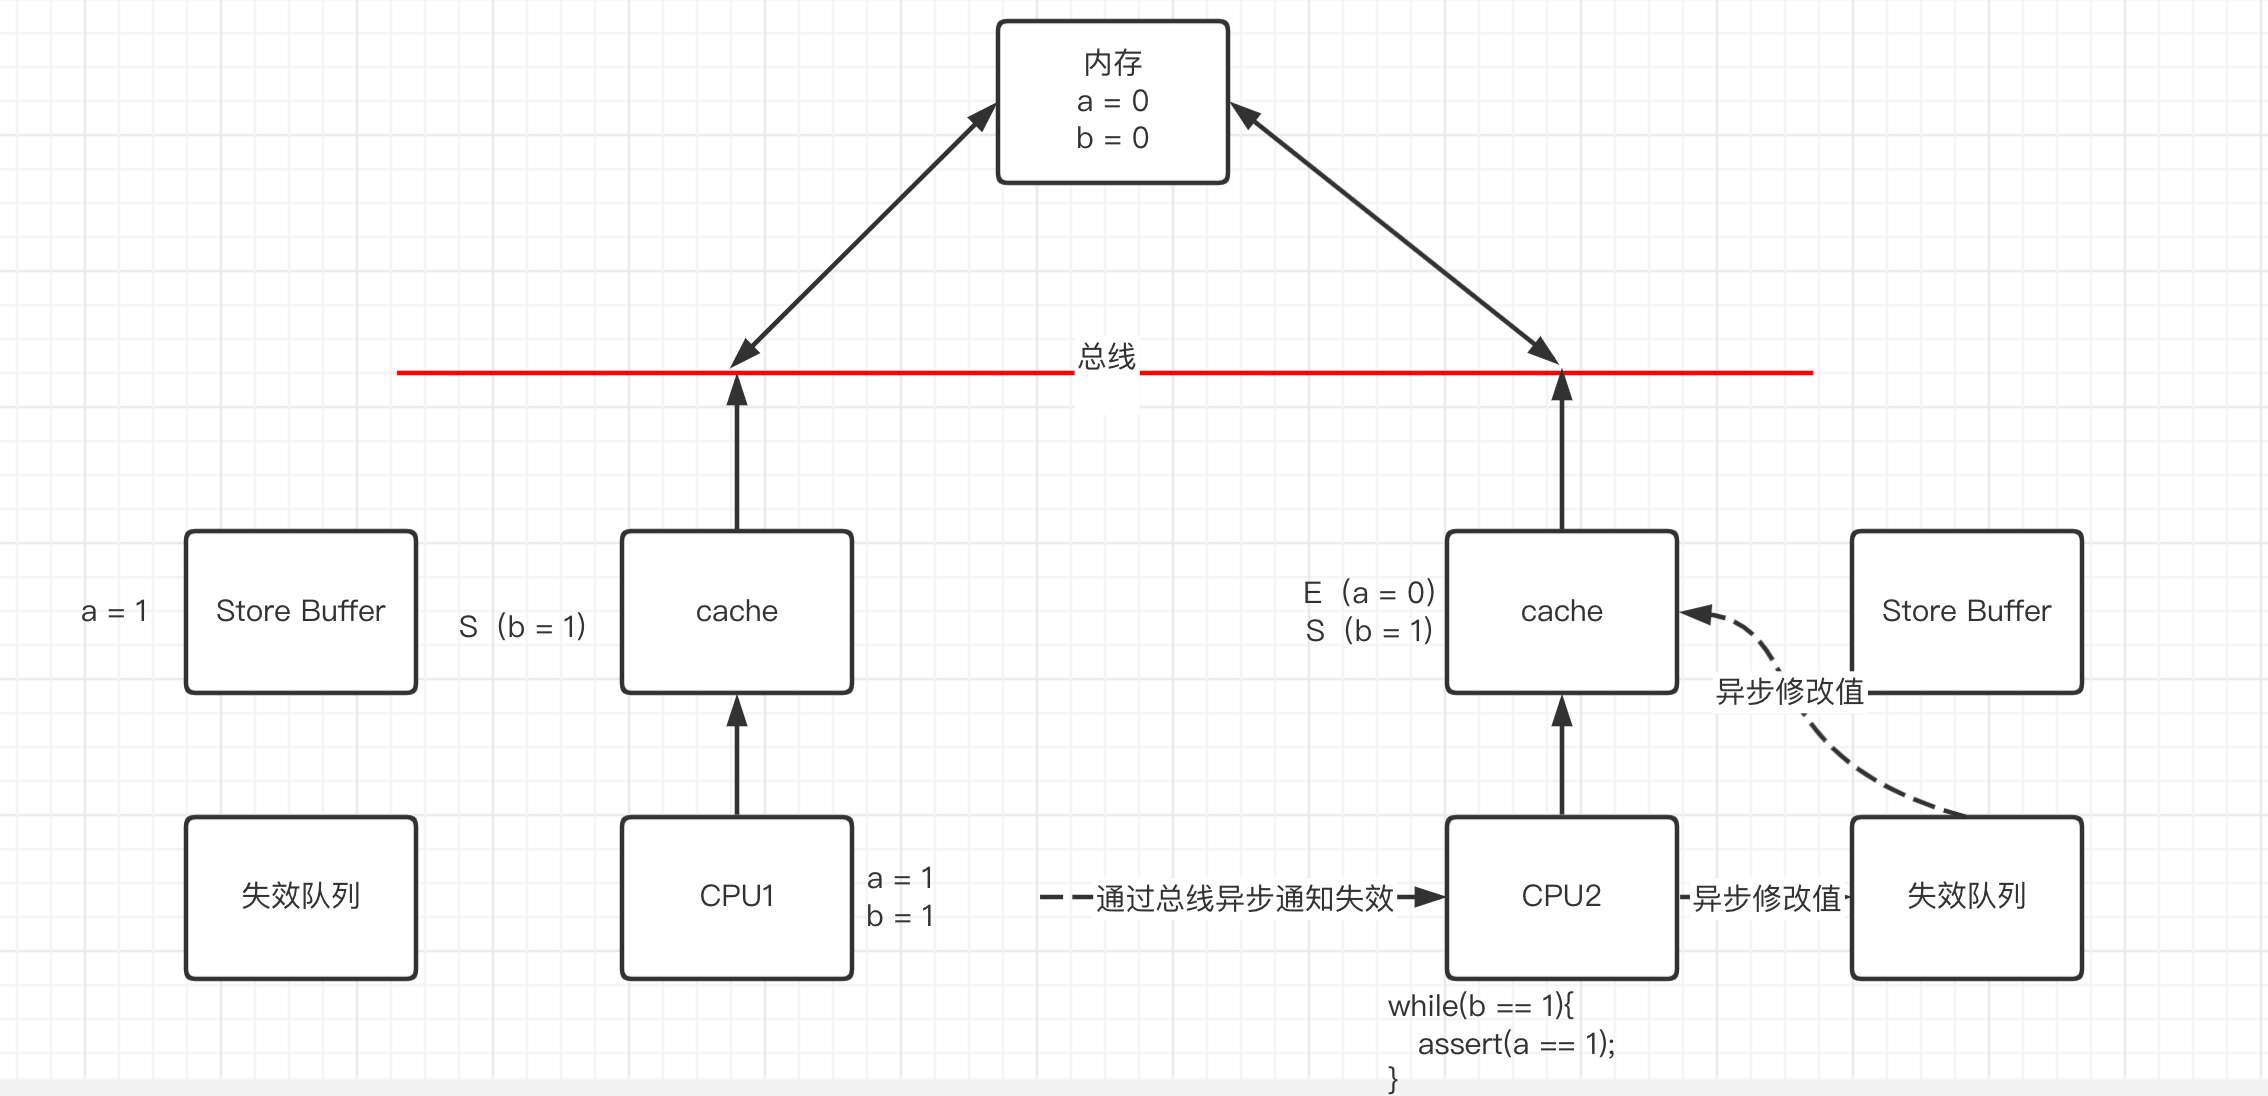 内存
a = 0
b = 0
总线
a = 1
Store Buffer
S （b = 1）
cache
E （a = 0）
S （b = 1）
cache
Store Buffer
异步修改值
失效队列
CPU1
a = 1
b = 1
通过总线异步通知失效
CPU2
异步修改值
失效队列
while(b == 1){
assert(a == 1);
}